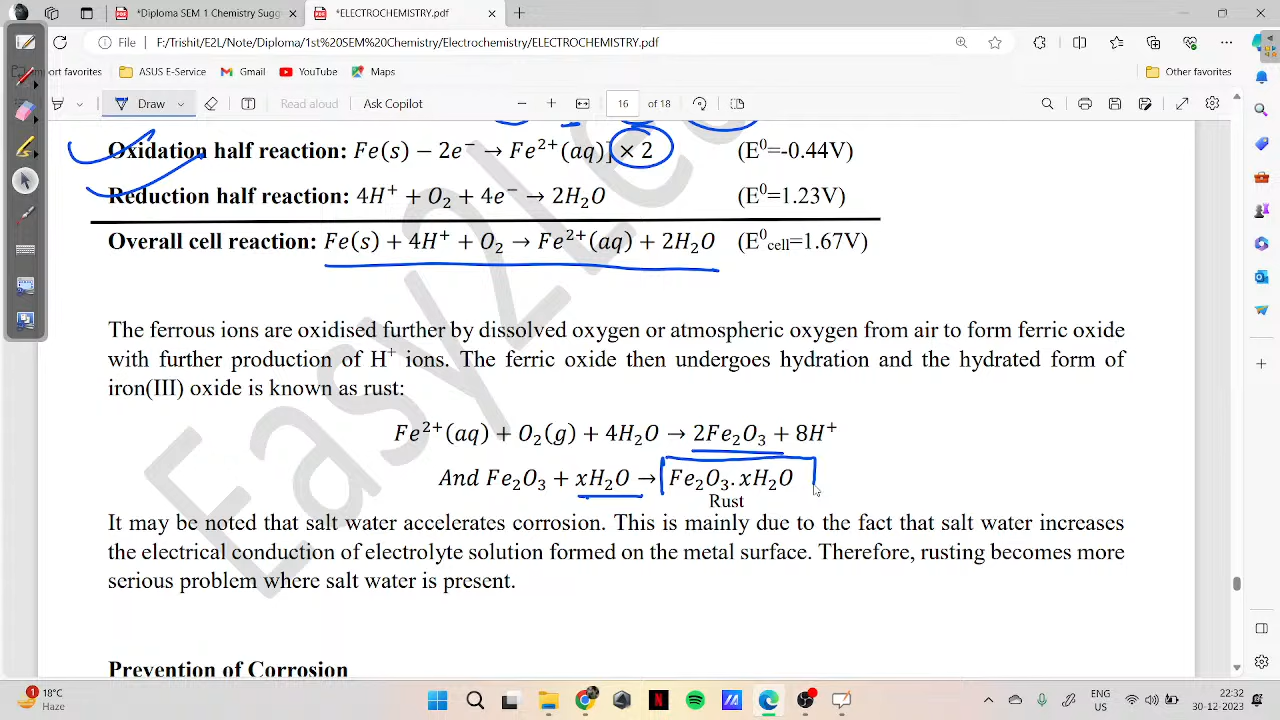 *Diploma SEM 1 Chemistry Sugg
*ELECTROCHEMISTRY.pdf
File F:/Trishit/E2L/Note/Diploma/1st%20SEM%20Chemistry/Electrochemistry/ELECTROCHEMISTRY.pdf
Import favorites ASUS E-Service Gmail YouTube Maps Other favorites
Draw Read aloud Ask Copilot 16 of 18
Oxidation half reaction: Fe(s) − 2e⁻ → Fe²⁺(aq)] × 2 (E⁰=-0.44V)
Reduction half reaction: 4H⁺ + O₂ + 4e⁻ → 2H₂O (E⁰=1.23V)
Overall cell reaction: Fe(s) + 4H⁺ + O₂ → Fe²⁺(aq) + 2H₂O (E⁰cell=1.67V)
The ferrous ions are oxidised further by dissolved oxygen or atmospheric oxygen from air to form ferric oxide
with further production of H⁺ ions. The ferric oxide then undergoes hydration and the hydrated form of
iron(III) oxide is known as rust:
Fe²⁺(aq) + O₂(g) + 4H₂O → 2Fe₂O₃ + 8H⁺
And Fe₂O₃ + xH₂O → Fe₂O₃.xH₂O
Rust
It may be noted that salt water accelerates corrosion. This is mainly due to the fact that salt water increases
the electrical conduction of electrolyte solution formed on the metal surface. Therefore, rusting becomes more
serious problem where salt water is present.
Prevention of Corrosion
1 18°C
Haze
ENG
IN
22:32
30-12-2023